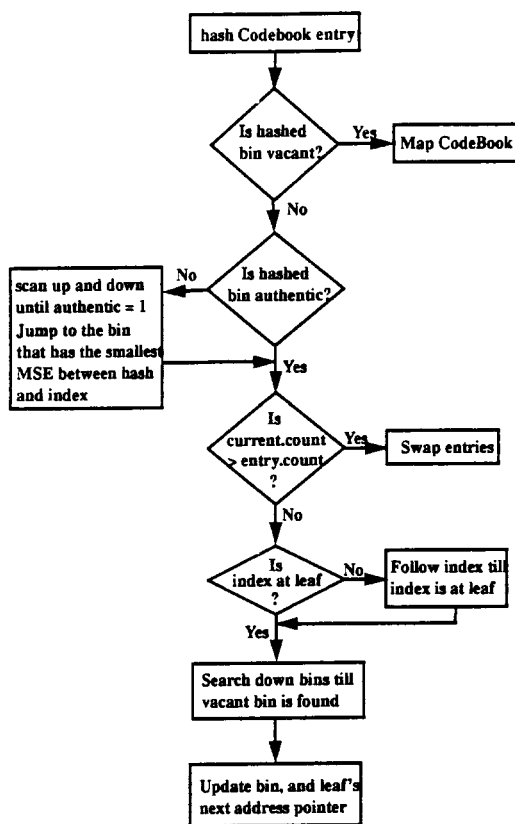 hash Codebook entry
Is hashed
bin vacant?
Yes
Map CodeBook
No
Is hashed
bin authentic?
No
scan up and down
until authentic = 1
Jump to the bin
that has the smallest
MSE between hash
and index
Yes
Is
current.count
> entry.count
?
Yes
Swap entries
No
Is
index at leaf
?
No
Follow index till
index is at leaf
Yes
Search down bins till
vacant bin is found
Update bin, and leaf's
next address pointer